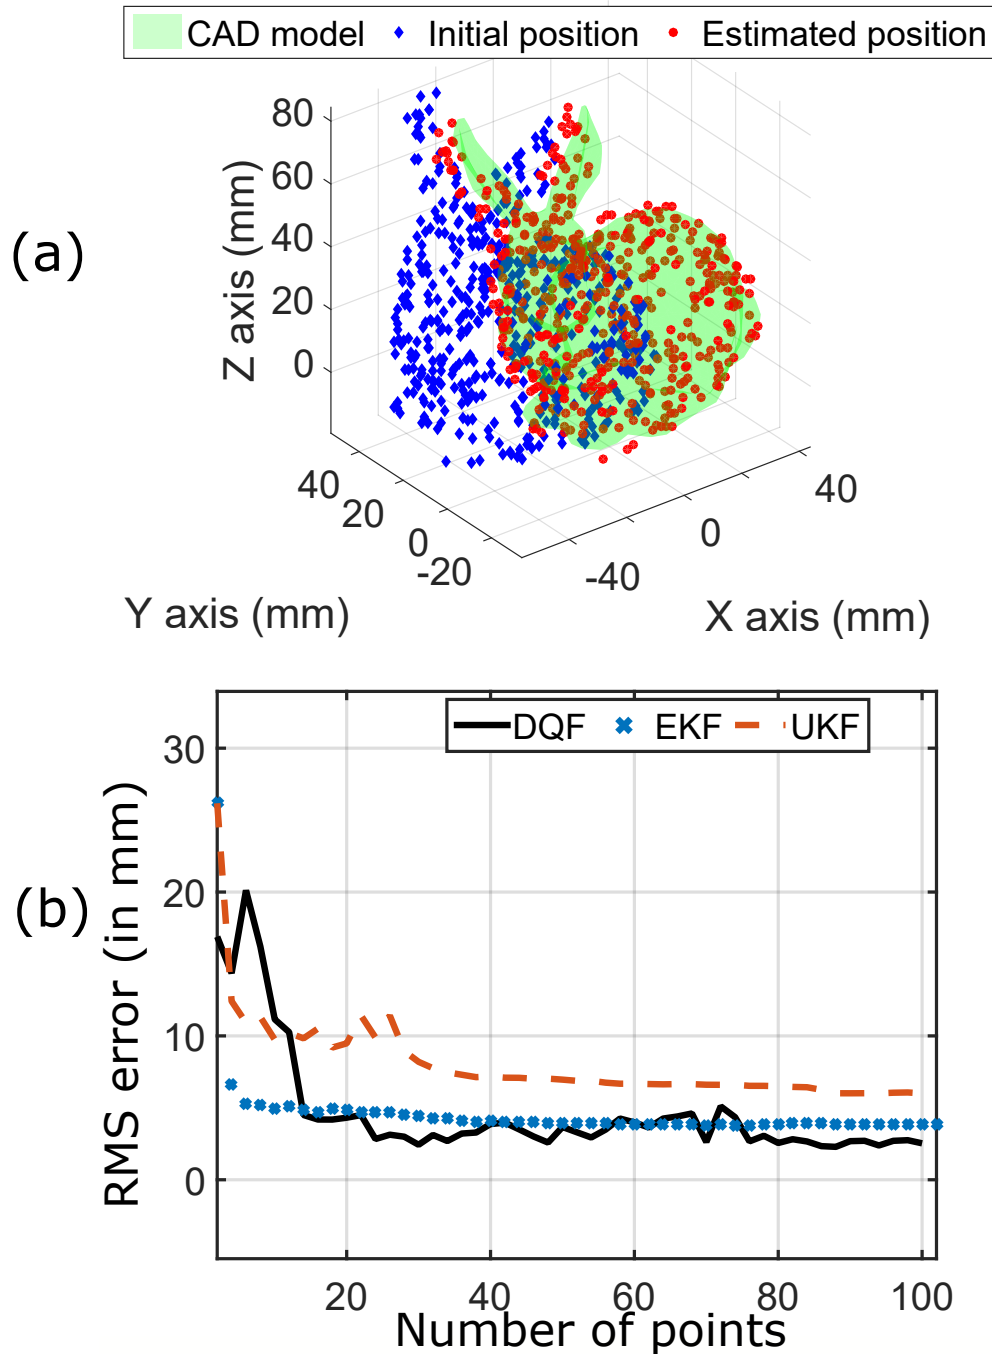 CAD model Initial position Estimated position
(a)
Z axis (mm)
80
60
40
20
0
40
20
0
-20
-40
0
40
Y axis (mm)
X axis (mm)
(b)
RMS error (in mm)
DQF EKF UKF
30
20
10
0
20 40 60 80 100
Number of points